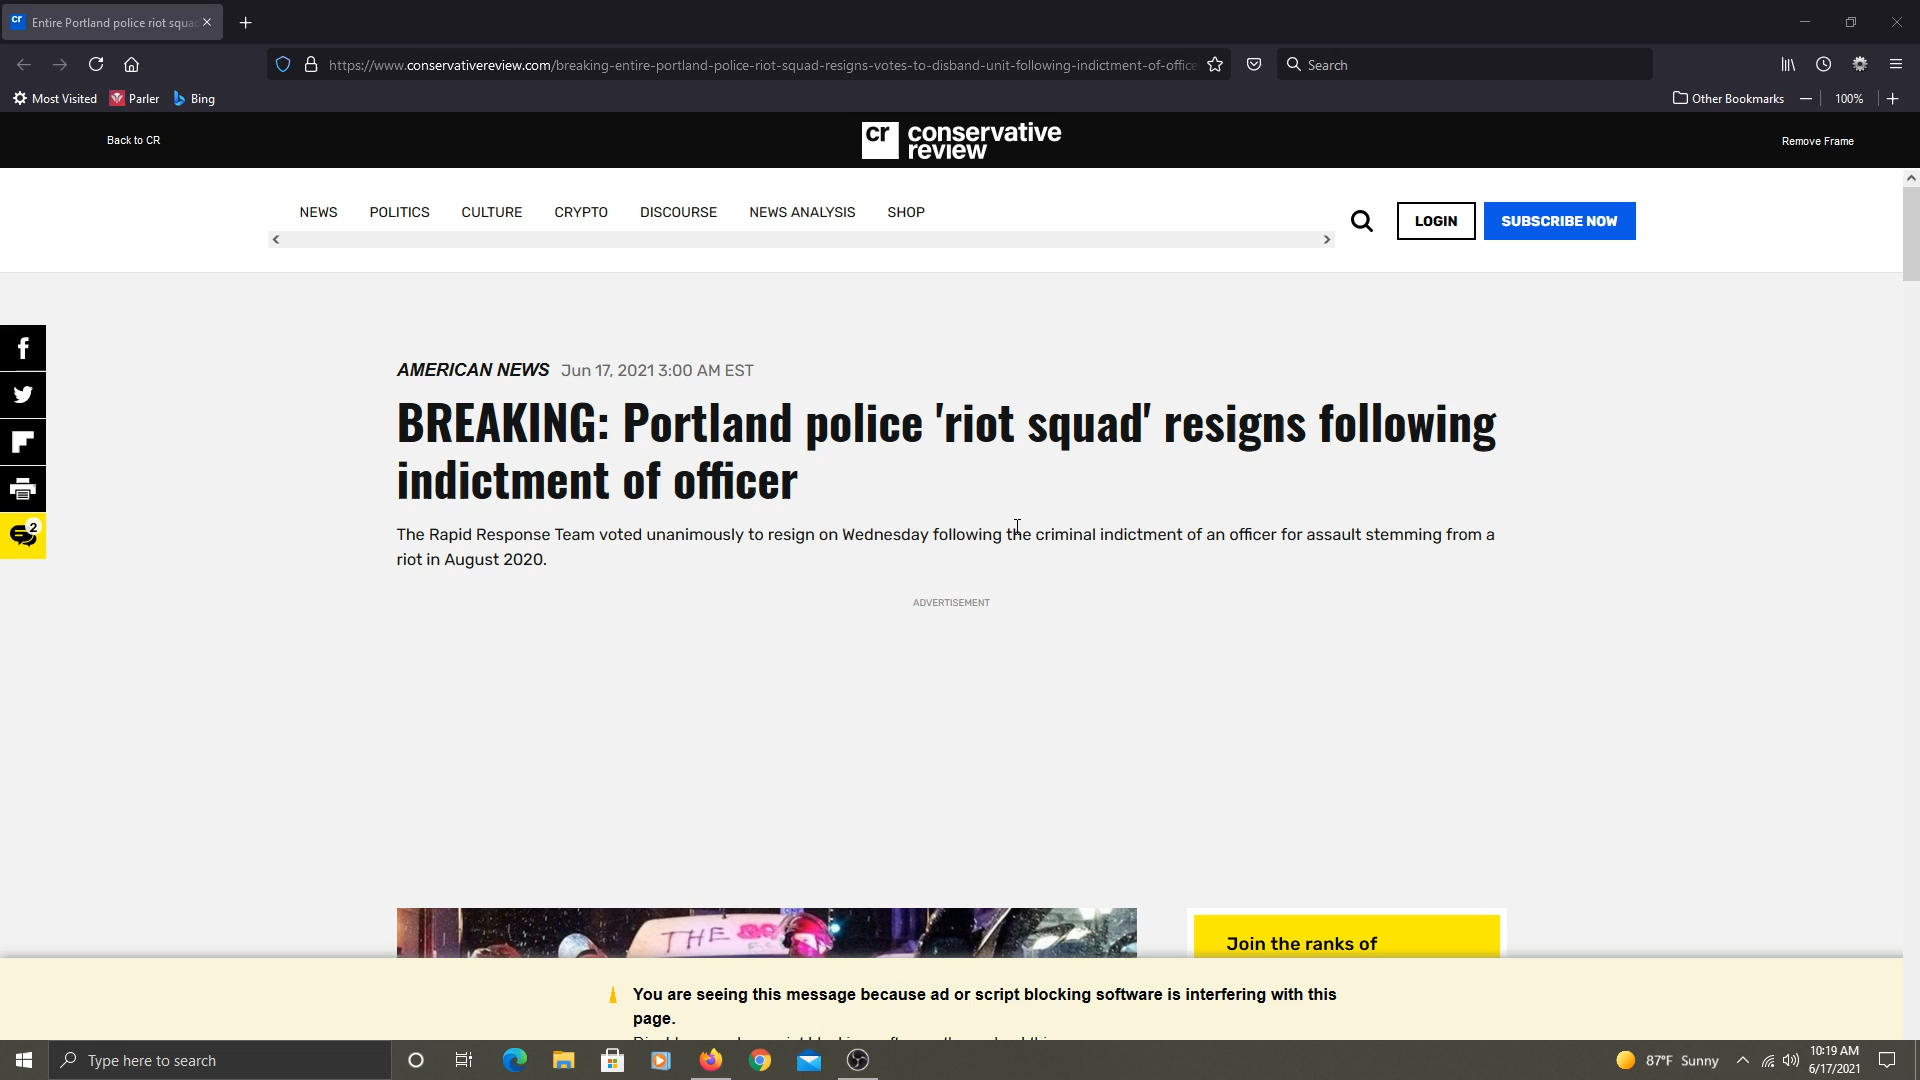 Entire Portland police riot squa
https://www.conservativereview.com/breaking-entire-portland-police-riot-squad-resigns-votes-to-disband-unit-following-indictment-of-office
Search
Most Visited
Parler
Bing
Other Bookmarks
100%
Back to CR
cr conservative review
Remove Frame
NEWS
POLITICS
CULTURE
CRYPTO
DISCOURSE
NEWS ANALYSIS
SHOP
LOGIN
SUBSCRIBE NOW
2
AMERICAN NEWS Jun 17, 2021 3:00 AM EST
BREAKING: Portland police 'riot squad' resigns following
indictment of officer
The Rapid Response Team voted unanimously to resign on Wednesday following the criminal indictment of an officer for assault stemming from a
riot in August 2020.
ADVERTISEMENT
THE
Join the ranks of
You are seeing this message because ad or script blocking software is interfering with this
page.
Type here to search
87°F Sunny
10:19 AM
6/17/2021